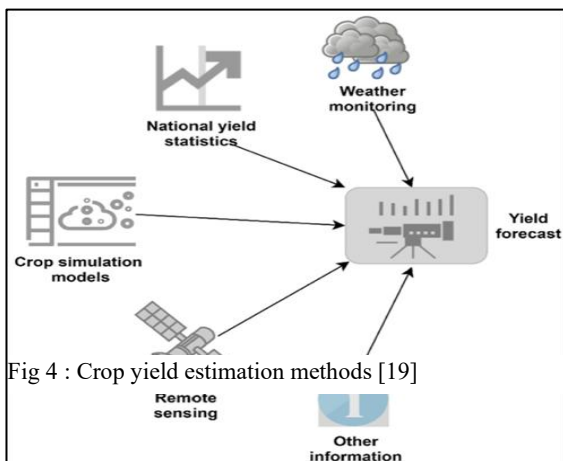 Weather
monitoring
National yield
statistics
Yield
forecast
Crop simulation
models
Fig 4 : Crop yield estimation methods [19]
Remote
sensing
Other
information